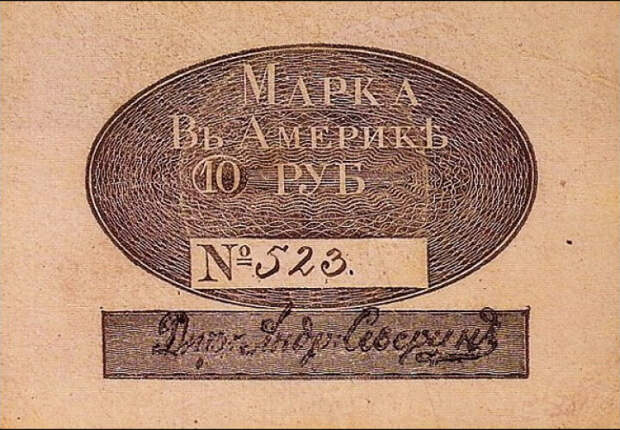 Марка
Въ Америкѣ
10 руб
№ 523.
Дир. Андр. Северинъ